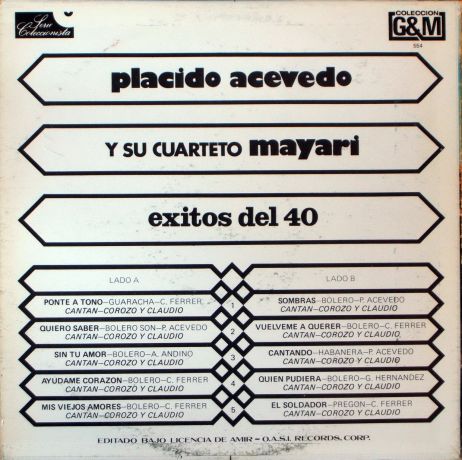 Serie
Coleccionista
COLECCION
G&M
554
placido acevedo
Y SU CUARTETO mayari
exitos del 40
LADO A
PONTE A TONO—GUARACHA—C. FERRER
CANTAN—COROZO Y CLAUDIO
QUIERO SABER—BOLERO SON—P. ACEVEDO
CANTAN—COROZO Y CLAUDIO
SIN TU AMOR—BOLERO—A. ANDINO
CANTAN—COROZO Y CLAUDIO
AYUDAME CORAZON—BOLERO—C. FERRER
CANTAN—COROZO Y CLAUDIO
MIS VIEJOS AMORES—BOLERO—C. FERRER
CANTAN—COROZO Y CLAUDIO
1
2
3
4
5
LADO B
SOMBRAS—BOLERO—P. ACEVEDO
CANTAN—COROZO Y CLAUDIO
VUELVEME A QUERER—BOLERO—C. FERRER
CANTAN—COROZO Y CLAUDIO
CANTANDO—HABANERA—P. ACEVEDO
CANTAN—COROZO Y CLAUDIO
QUIEN PUDIERA—BOLERO—G. HERNANDEZ
CANTAN—COROZO Y CLAUDIO
EL SOLDADOR—PREGON—C. FERRER
CANTAN—COROZO Y CLAUDIO
EDITADO BAJO LICENCIA DE AMIR—O.A.S.I. RECORDS, CORP.